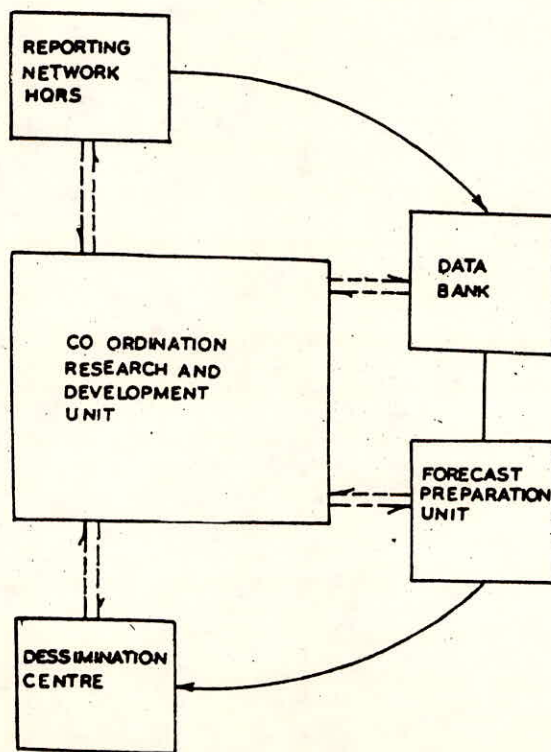 REPORTING
NETWORK
HQRS
DATA
BANK
CO ORDINATION
RESEARCH AND
DEVELOPMENT
UNIT
FORECAST
PREPARATION
UNIT
DESSIMINATION
CENTRE